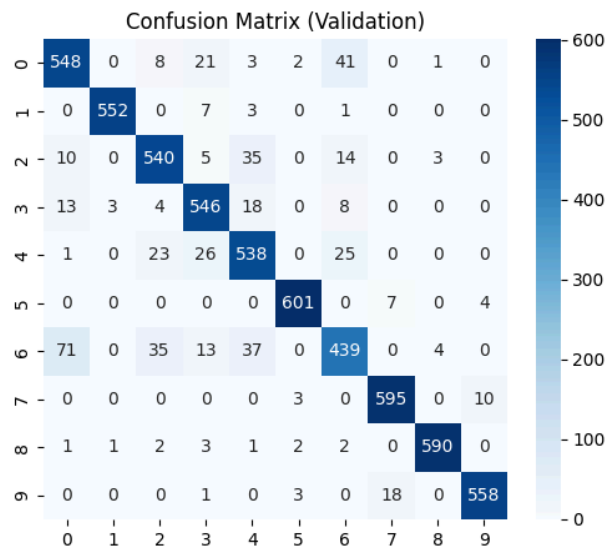 Confusion Matrix (Validation)
0 548 0 8 21 3 2 41 0 1 0
1 0 552 0 7 3 0 1 0 0 0
2 10 0 540 5 35 0 14 0 3 0
3 13 3 4 546 18 0 8 0 0 0
4 1 0 23 26 538 0 25 0 0 0
5 0 0 0 0 0 601 0 7 0 4
6 71 0 35 13 37 0 439 0 4 0
7 0 0 0 0 0 3 0 595 0 10
8 1 1 2 3 1 2 2 0 590 0
9 0 0 0 1 0 3 0 18 0 558
0 1 2 3 4 5 6 7 8 9
600
500
400
300
200
100
0